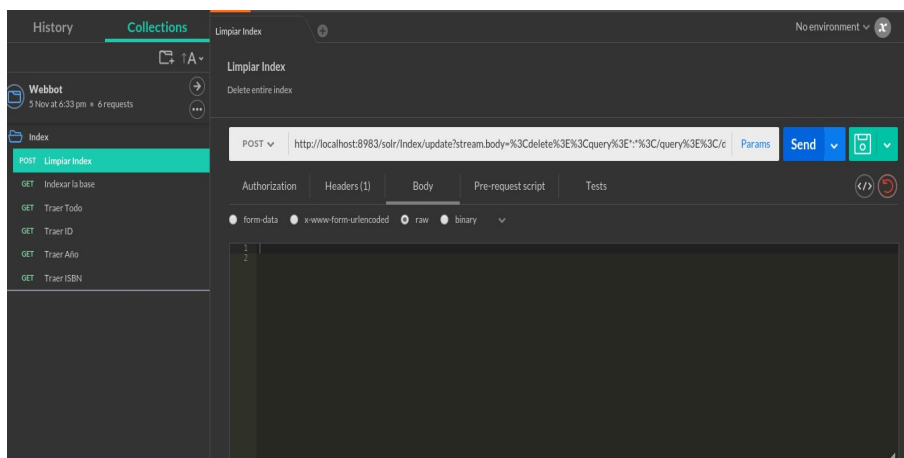 History Collections
↑A
Webbot
5 Nov at 6:33 pm • 6 requests
Index
POST Limpiar Index
GET Indexar la base
GET Traer Todo
GET Traer ID
GET Traer Año
GET Traer ISBN
Limpiar Index
No environment
Limpiar Index
Delete entire index
POST http://localhost:8983/solr/Index/update?stream.body=%3Cdelete%3E%3Cquery%3E*:*%3C/query%3E%3C/d Params Send
Authorization Headers (1) Body Pre-request script Tests
form-data x-www-form-urlencoded raw binary
1
2